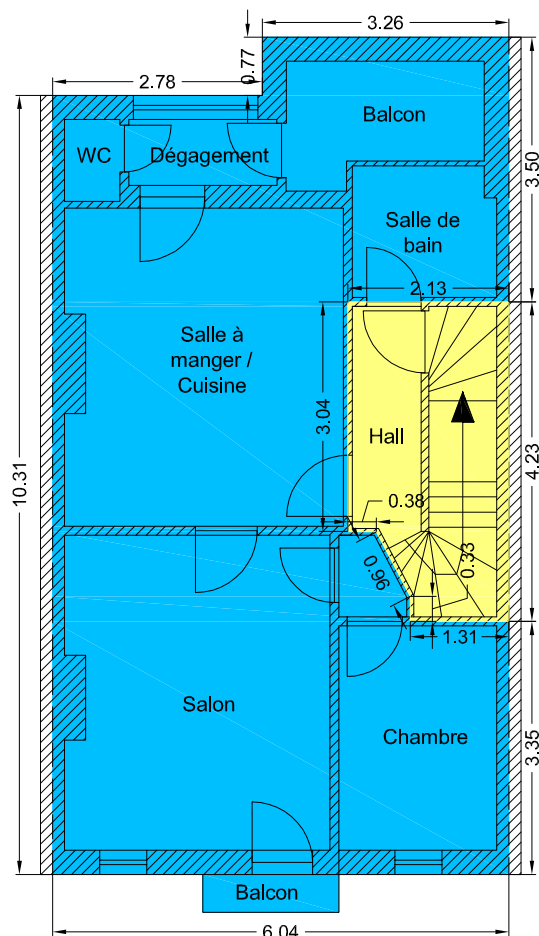 3.26
0.77
2.78
Balcon
WC
Dégagement
3.50
Salle de
bain
2.13
Salle à
manger /
Cuisine
3.04
Hall
4.23
10.31
0.38
0.96
0.33
1.31
Salon
Chambre
3.35
Balcon
6.04